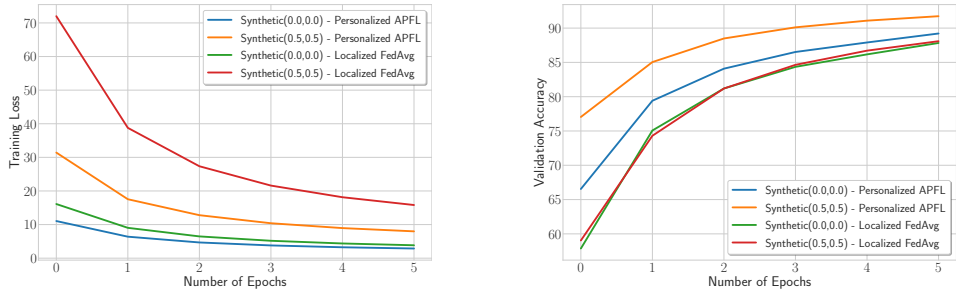 70
60
50
40
30
20
10
0
Training Loss
0 1 2 3 4 5
Number of Epochs
Synthetic(0.0,0.0) - Personalized APFL
Synthetic(0.5,0.5) - Personalized APFL
Synthetic(0.0,0.0) - Localized FedAvg
Synthetic(0.5,0.5) - Localized FedAvg
90
85
80
75
70
65
60
Validation Accuracy
0 1 2 3 4 5
Number of Epochs
Synthetic(0.0,0.0) - Personalized APFL
Synthetic(0.5,0.5) - Personalized APFL
Synthetic(0.0,0.0) - Localized FedAvg
Synthetic(0.5,0.5) - Localized FedAvg